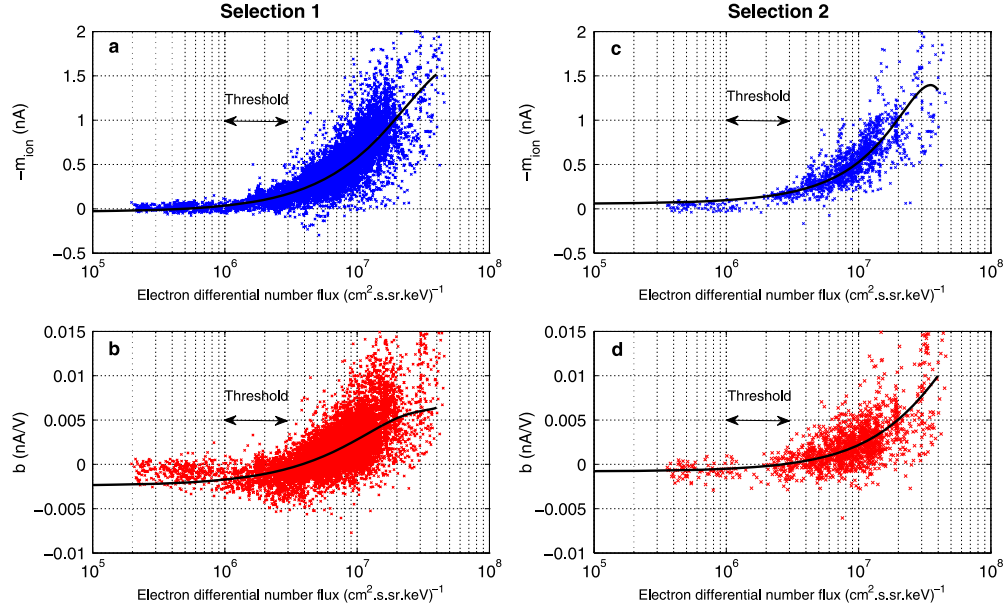 Selection 1
Selection 2
a
2
1.5
1
0.5
0
−0.5
−m_ion (nA)
Threshold
10^5
10^6
10^7
10^8
Electron differential number flux (cm^2.s.sr.keV)^−1
c
2
1.5
1
0.5
0
−0.5
−m_ion (nA)
Threshold
10^5
10^6
10^7
10^8
Electron differential number flux (cm^2.s.sr.keV)^−1
b
0.015
0.01
0.005
0
−0.005
−0.01
b (nA/V)
Threshold
10^5
10^6
10^7
10^8
Electron differential number flux (cm^2.s.sr.keV)^−1
d
0.015
0.01
0.005
0
−0.005
−0.01
b (nA/V)
Threshold
10^5
10^6
10^7
10^8
Electron differential number flux (cm^2.s.sr.keV)^−1